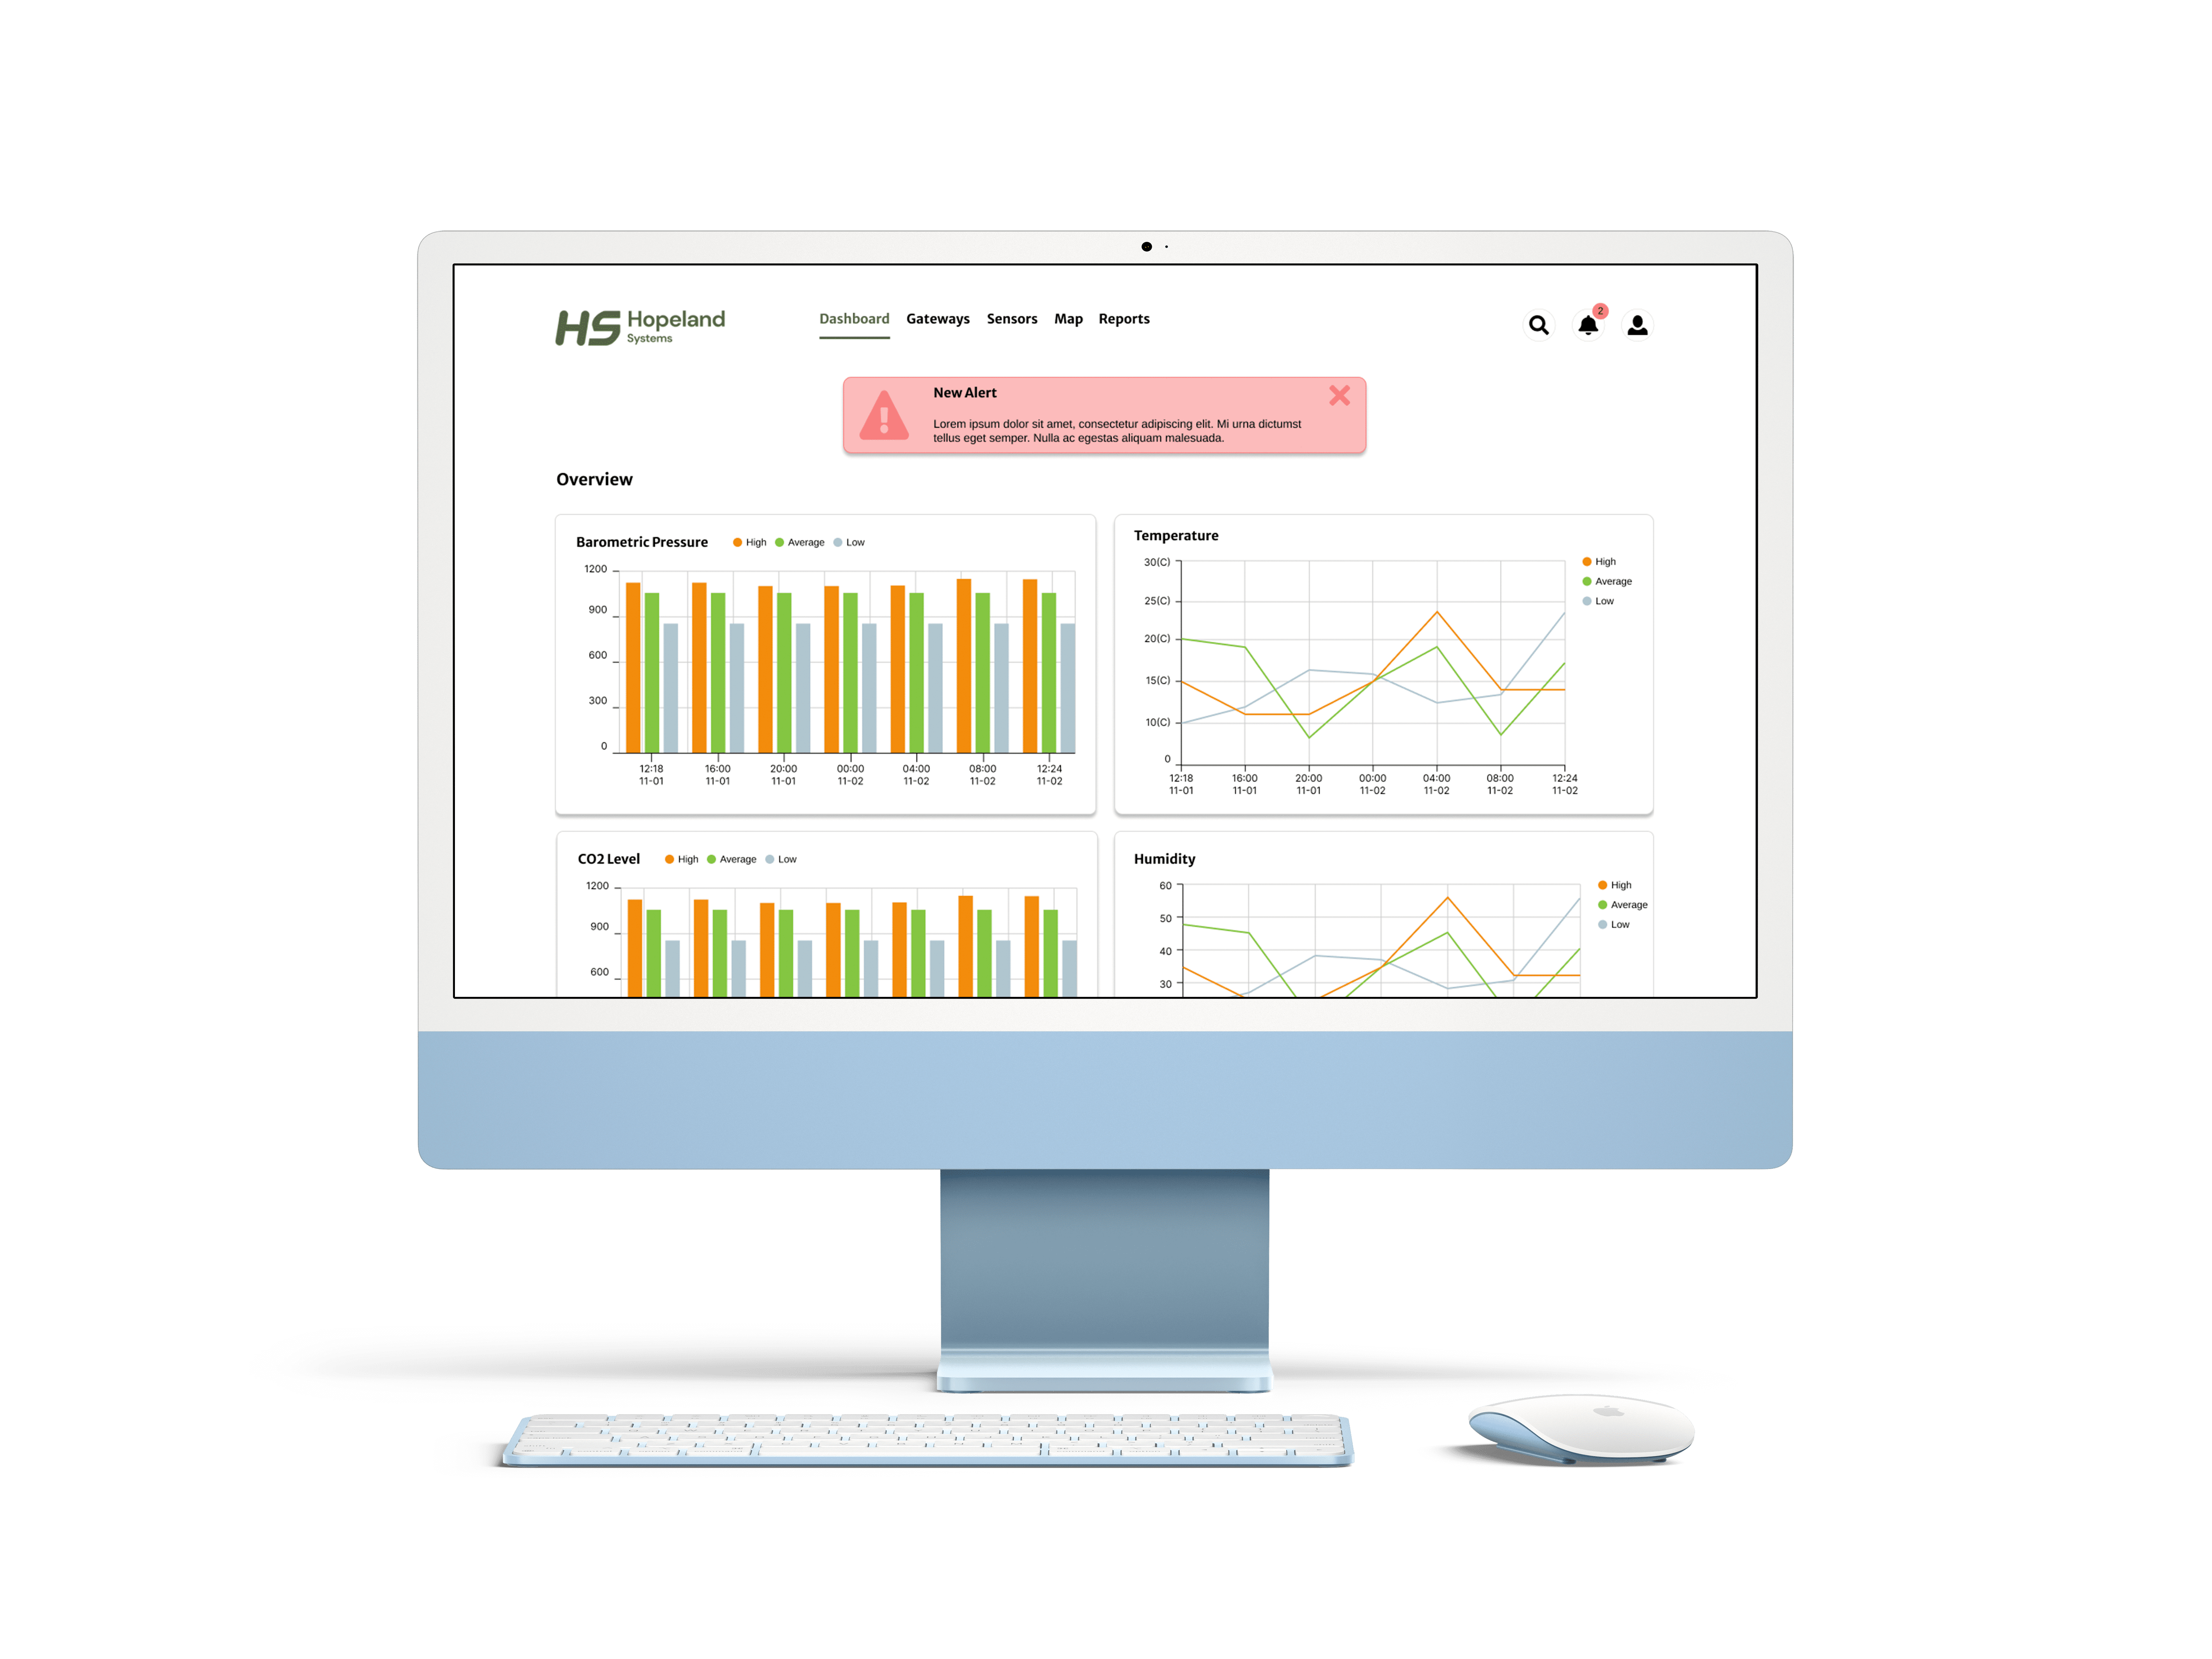 HS Hopeland
Systems
Dashboard Gateways Sensors Map Reports
2
New Alert
Lorem ipsum dolor sit amet, consectetur adipiscing elit. Mi urna dictumst
tellus eget semper. Nulla ac egestas aliquam malesuada.
Overview
Barometric Pressure High Average Low
1200
900
600
300
0
12:18 16:00 20:00 00:00 04:00 08:00 12:24
11-01 11-01 11-01 11-02 11-02 11-02 11-02
Temperature
High
Average
Low
30(C)
25(C)
20(C)
15(C)
10(C)
0
12:18 16:00 20:00 00:00 04:00 08:00 12:24
11-01 11-01 11-01 11-02 11-02 11-02 11-02
CO2 Level High Average Low
1200
900
600
Humidity
High
Average
Low
60
50
40
30